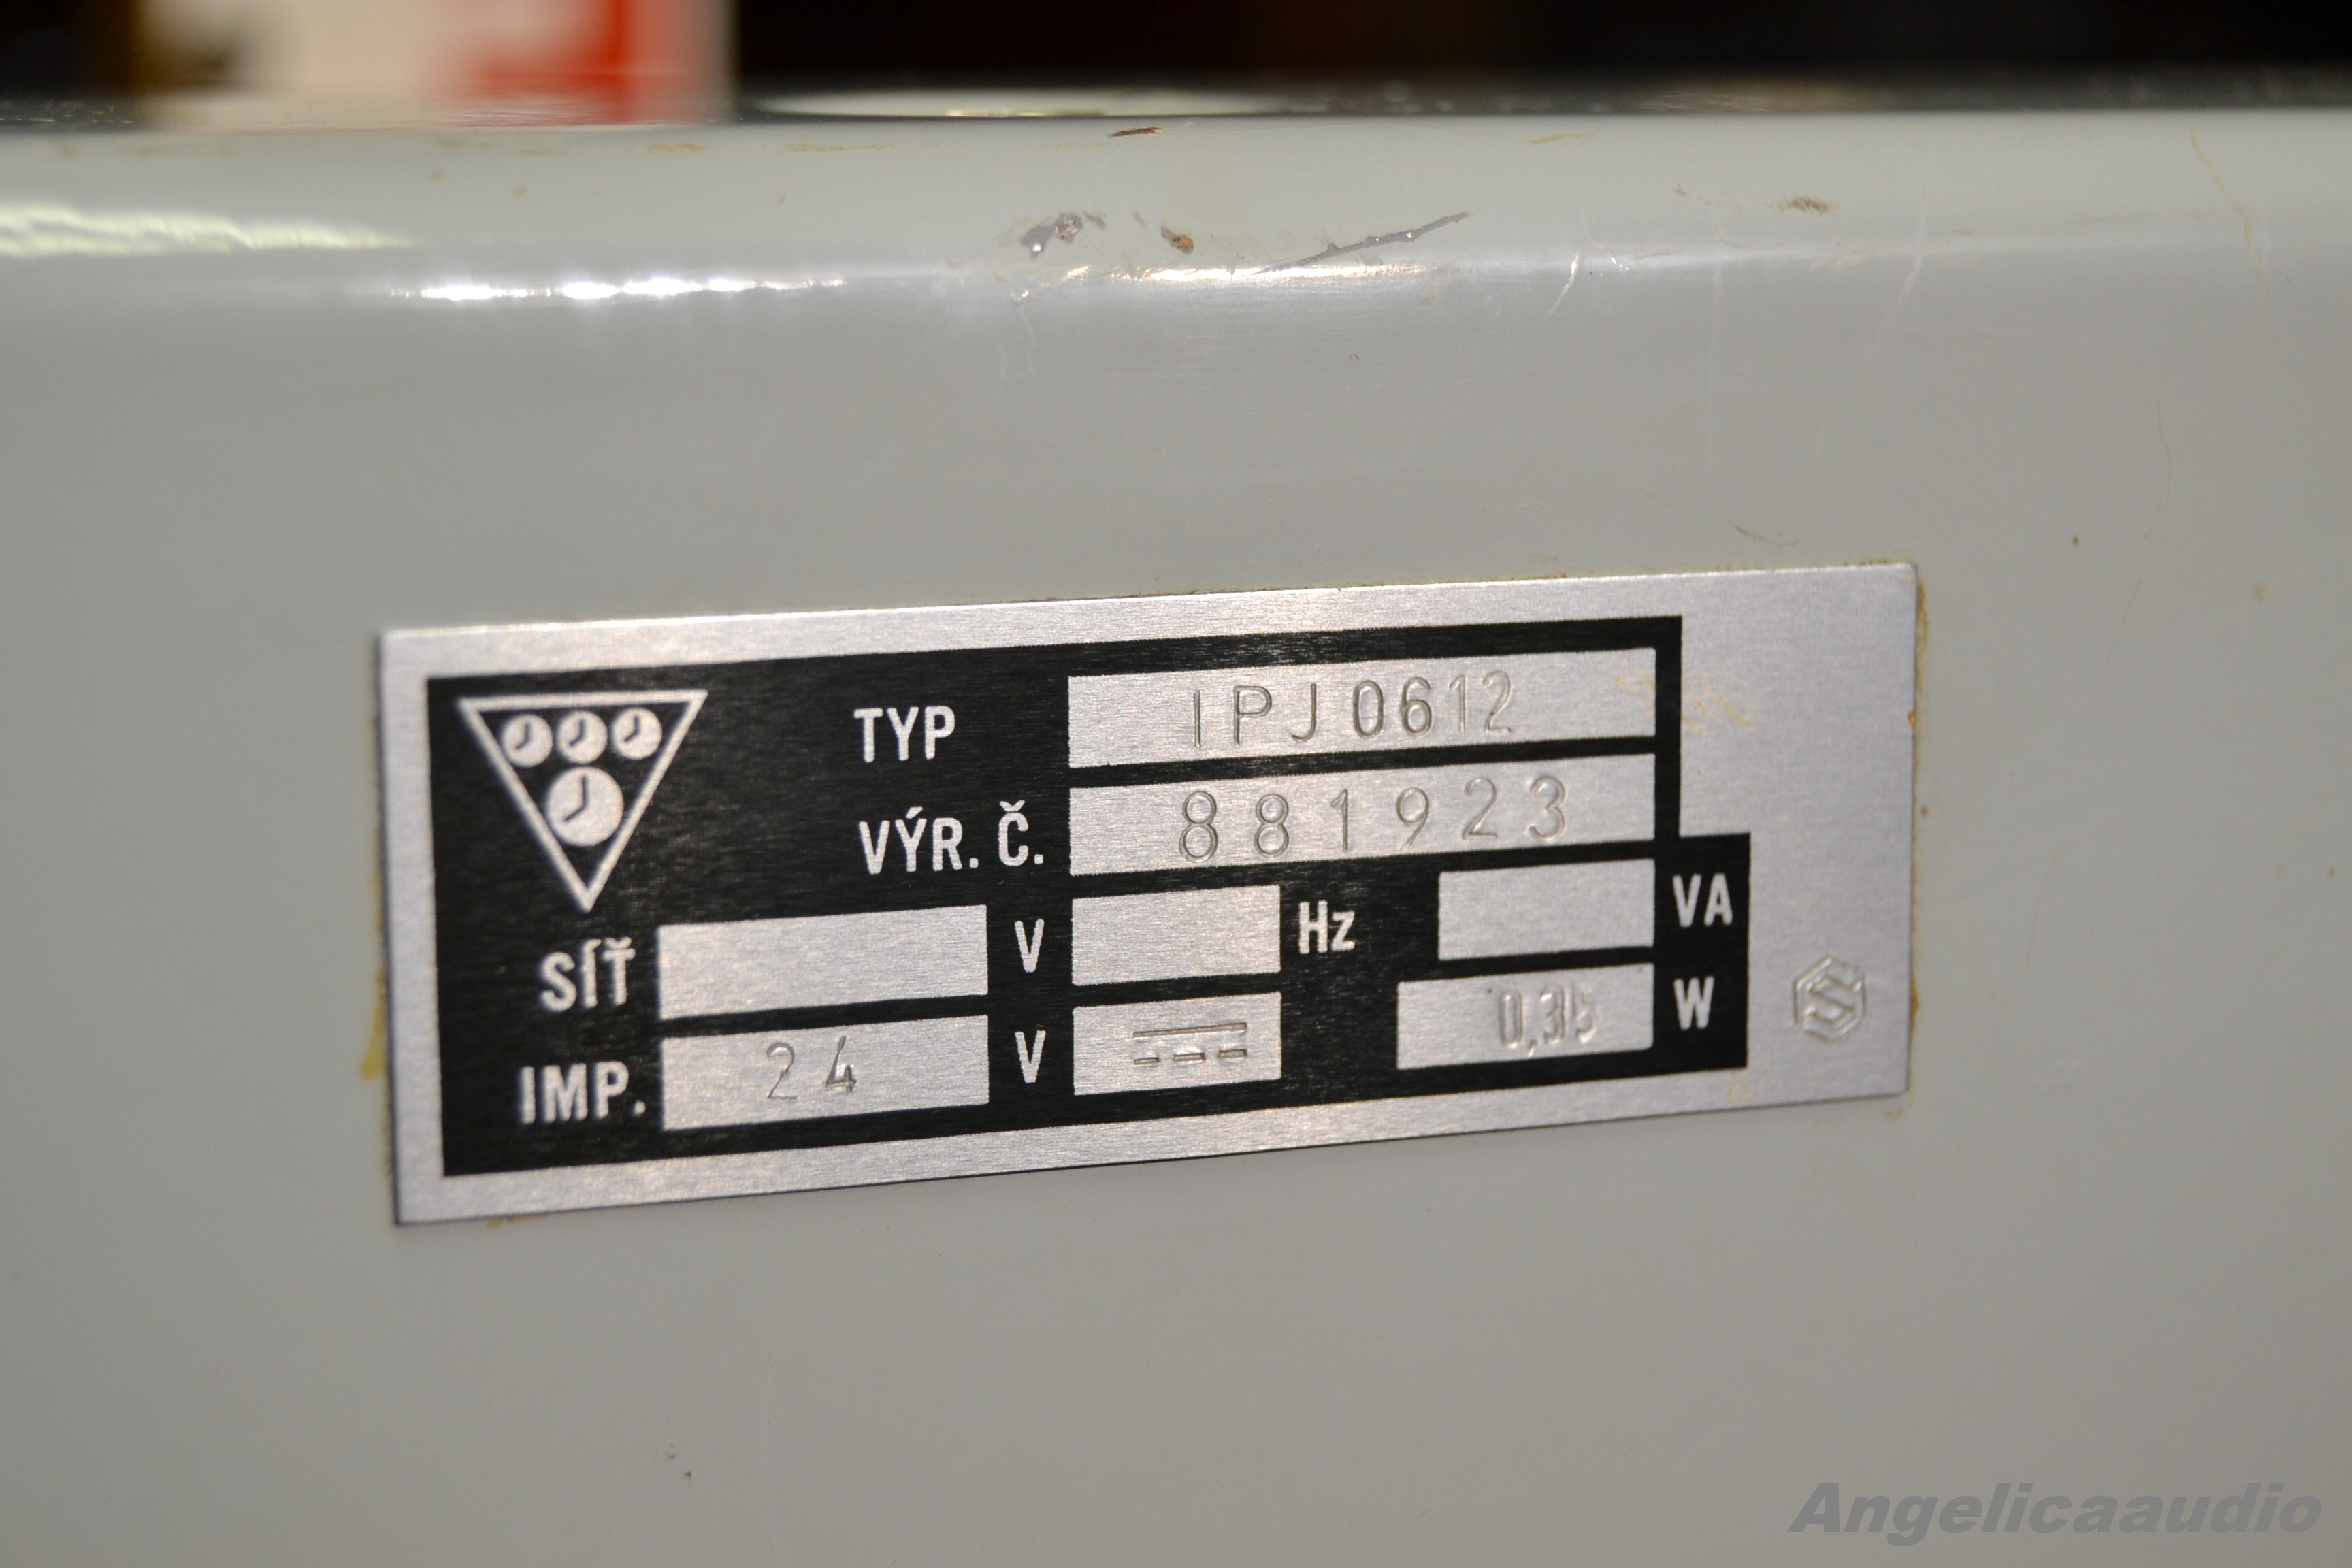 TYP IPJ0612
VÝR. Č. 881923
SÍŤ V Hz VA
IMP. 24 V 0,35 W
Angelicaaudio